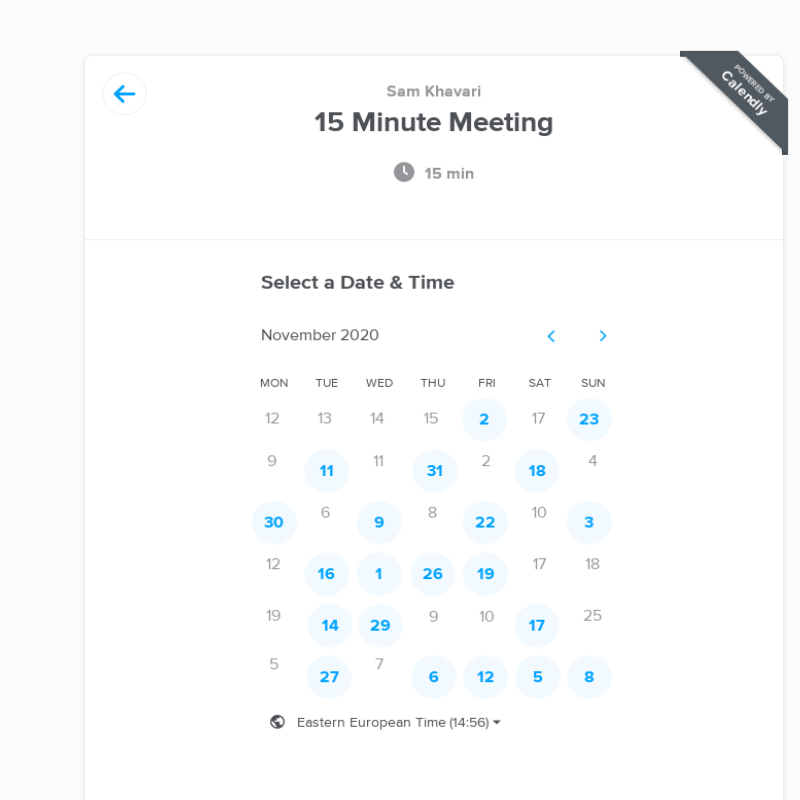 POWERED BY
Calendly
Sam Khavari
15 Minute Meeting
15 min
Select a Date & Time
November 2020
MON TUE WED THU FRI SAT SUN
12 13 14 15 2 17 23
9 11 11 31 2 18 4
30 6 9 8 22 10 3
12 16 1 26 19 17 18
19 14 29 9 10 17 25
5 27 7 6 12 5 8
Eastern European Time (14:56)